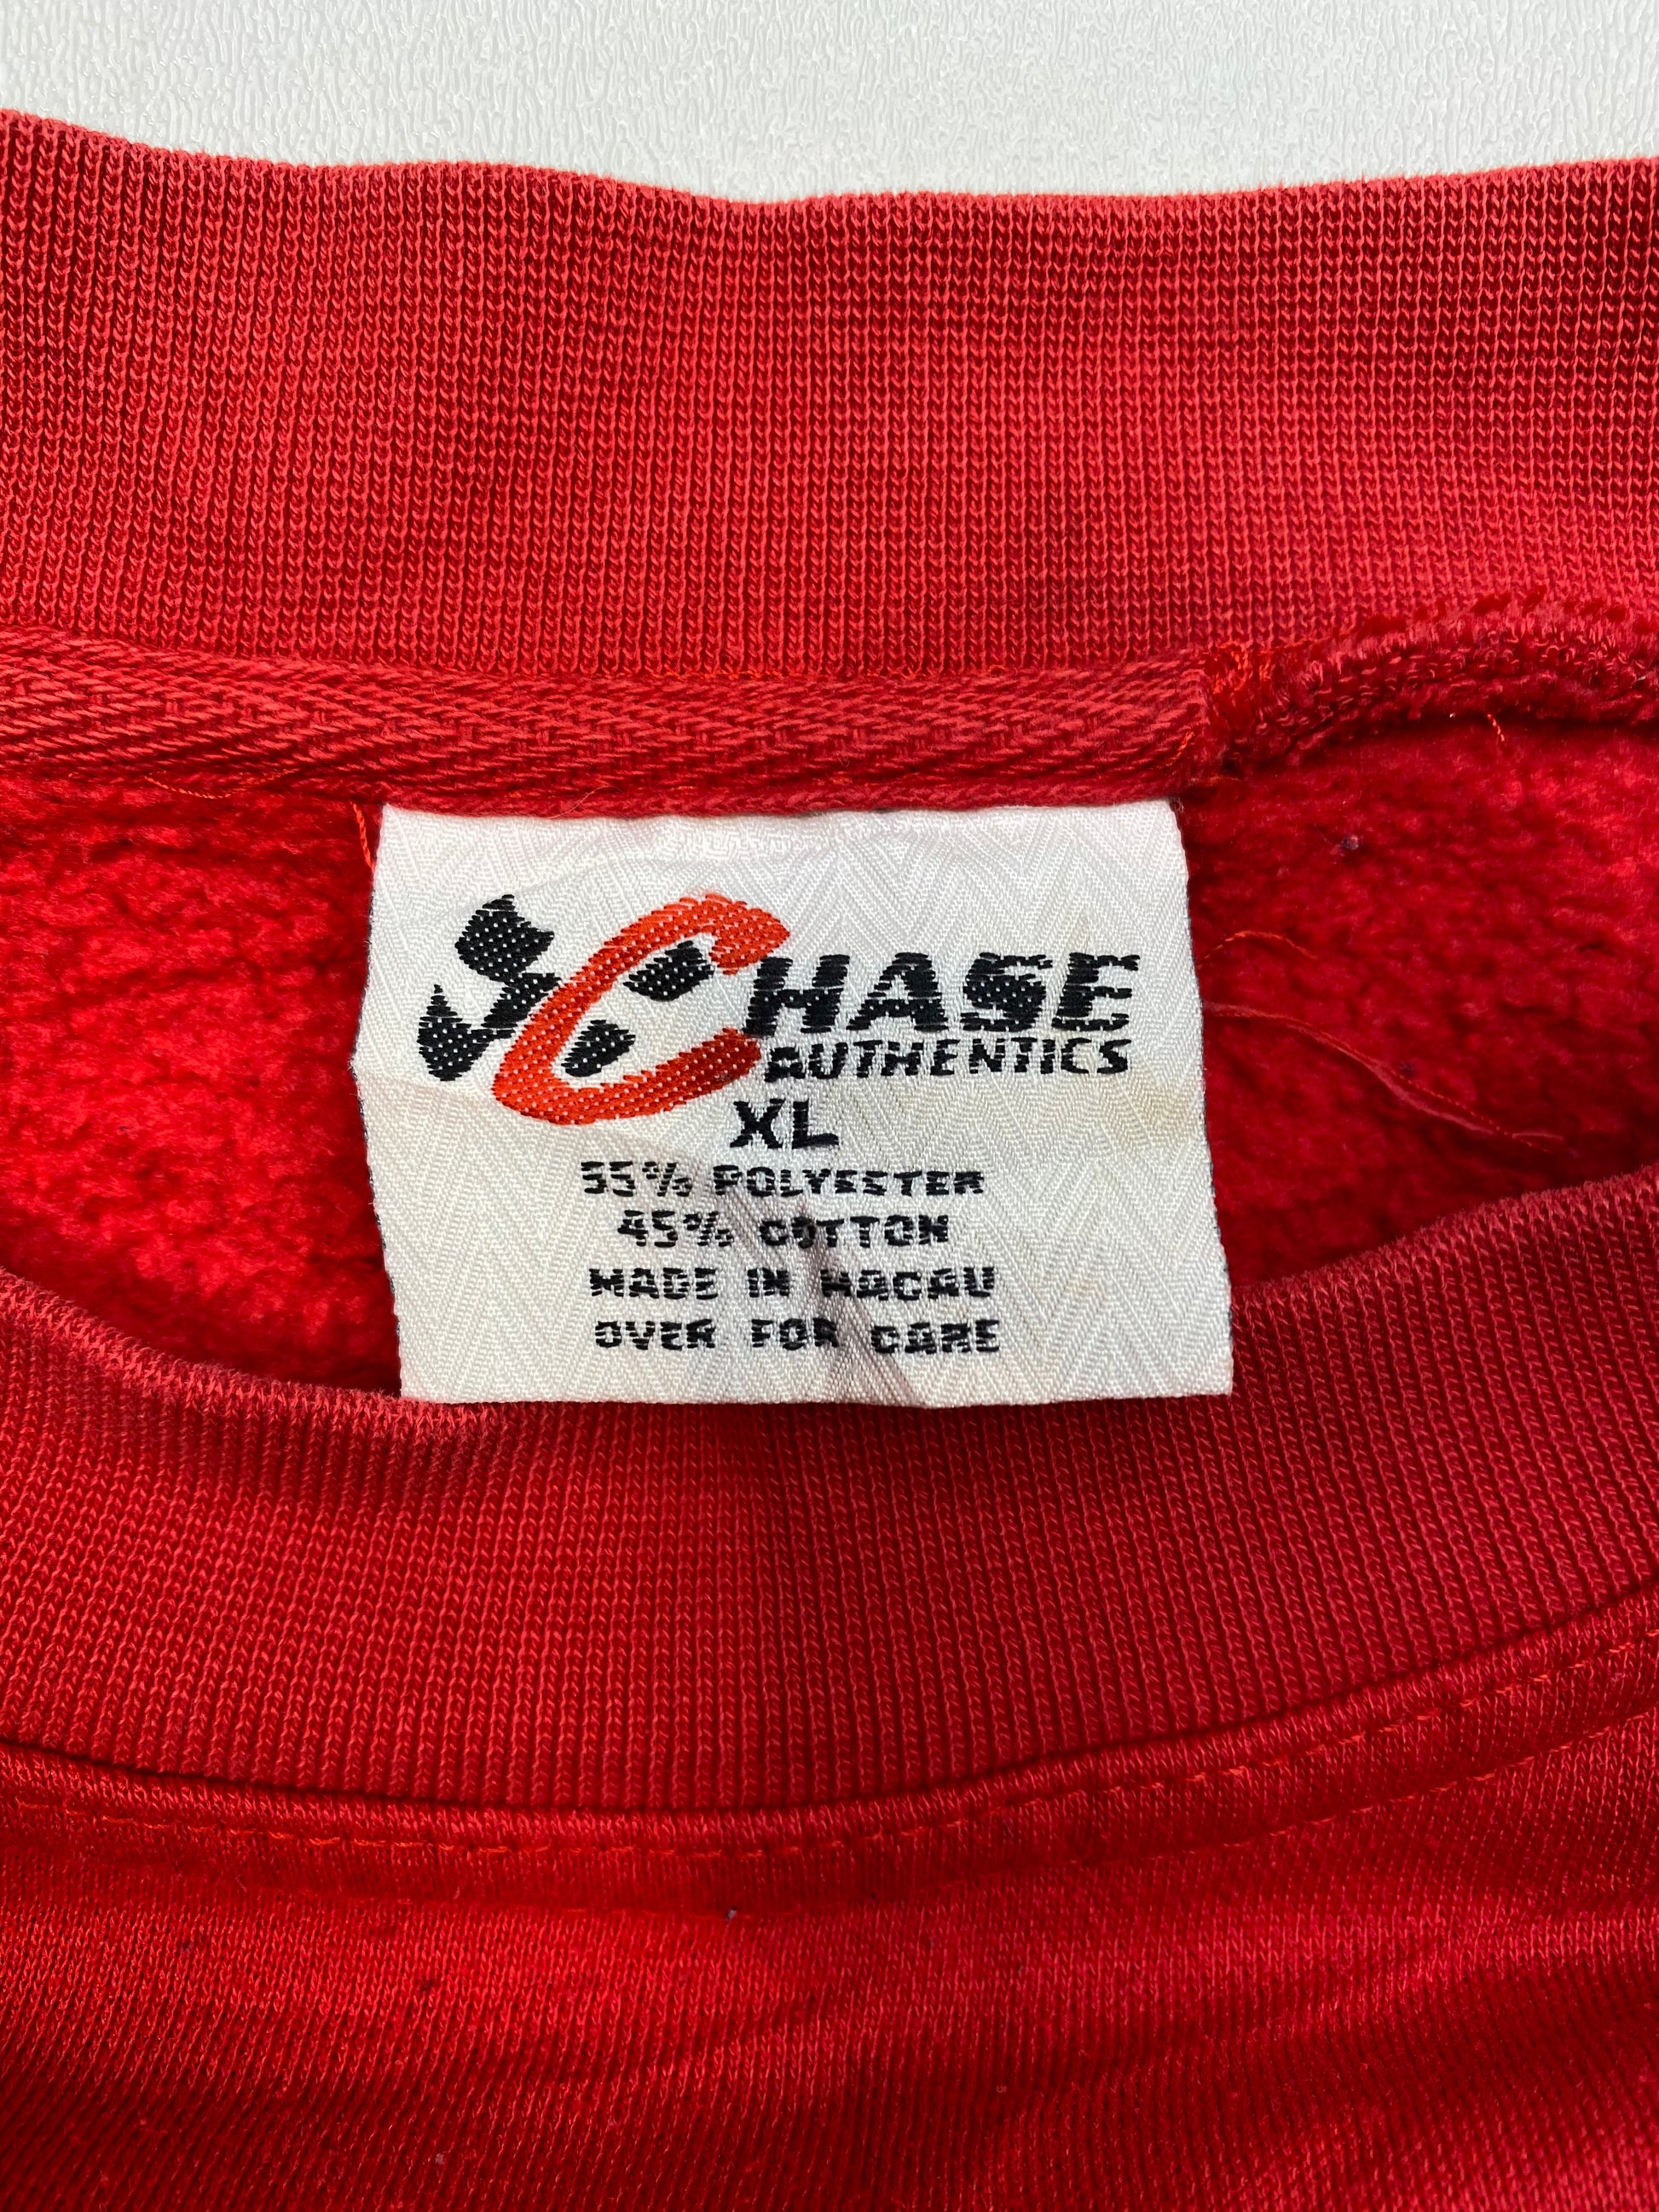 CHASE
AUTHENTICS
XL
55% POLYESTER
45% COTTON
MADE IN MACAU
OVER FOR CARE